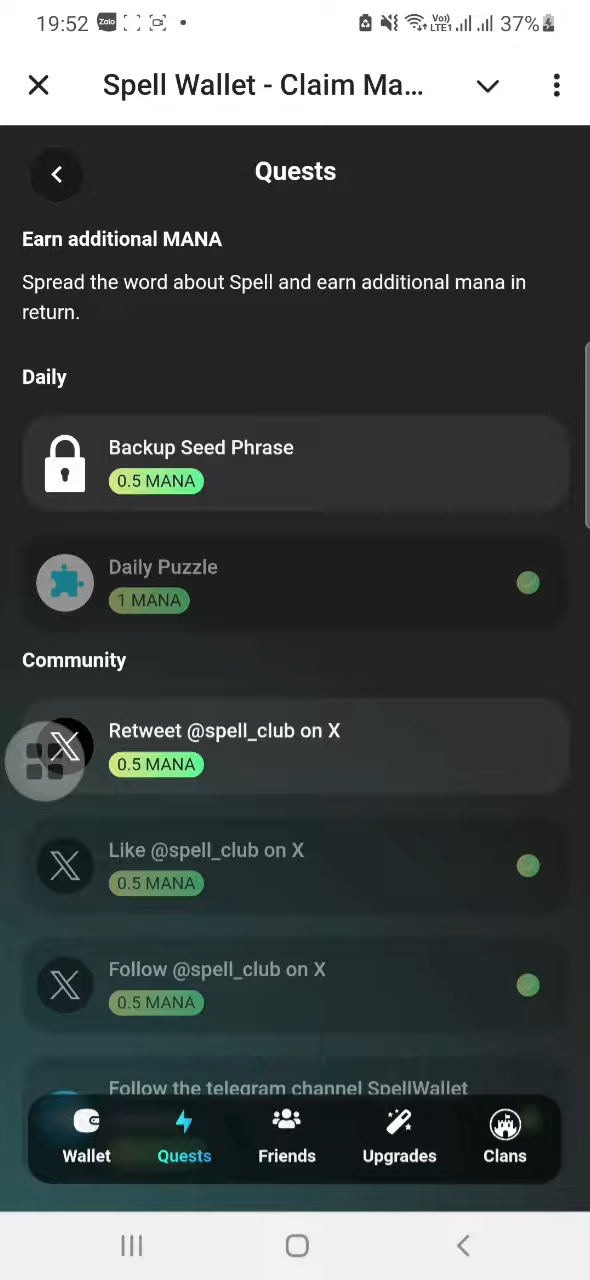 19:52 Zalo Vo) LTE1 37%
Spell Wallet - Claim Ma...
Quests
Earn additional MANA
Spread the word about Spell and earn additional mana in
return.
Daily
Backup Seed Phrase
0.5 MANA
Daily Puzzle
1 MANA
Community
Retweet @spell_club on X
0.5 MANA
Like @spell_club on X
0.5 MANA
Follow @spell_club on X
0.5 MANA
Follow the telegram channel SpellWallet
Wallet Quests Friends Upgrades Clans